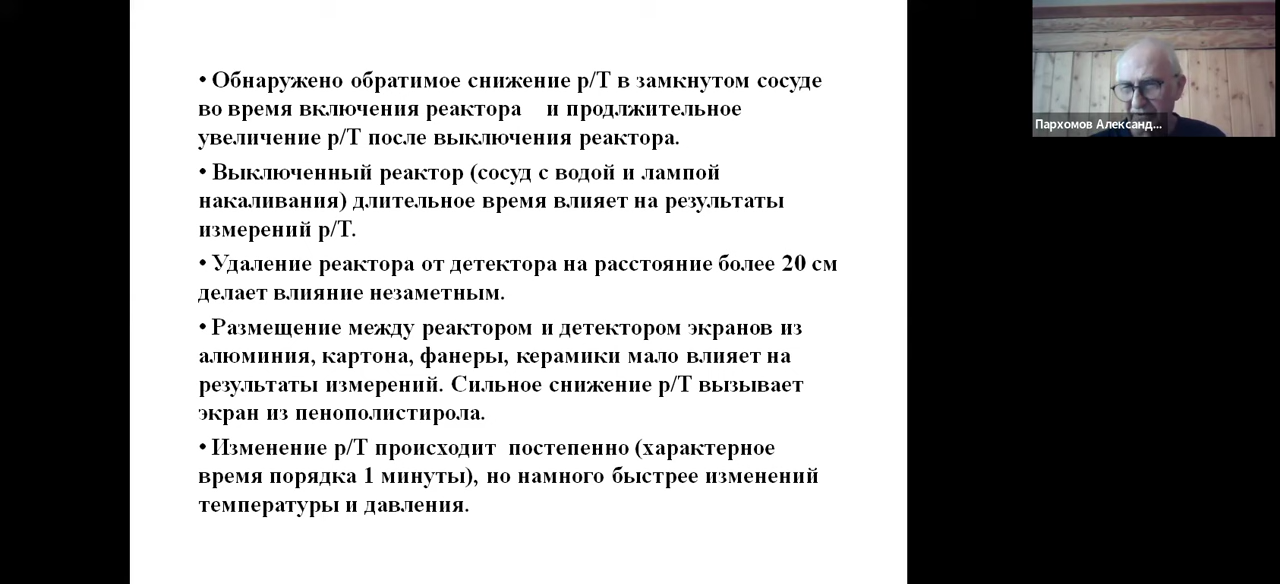 • Обнаружено обратимое снижение p/T в замкнутом сосуде
во время включения реактора и продлжительное
увеличение p/T после выключения реактора.
• Выключенный реактор (сосуд с водой и лампой
накаливания) длительное время влияет на результаты
измерений p/T.
• Удаление реактора от детектора на расстояние более 20 см
делает влияние незаметным.
• Размещение между реактором и детектором экранов из
алюминия, картона, фанеры, керамики мало влияет на
результаты измерений. Сильное снижение p/T вызывает
экран из пенополистирола.
• Изменение p/T происходит постепенно (характерное
время порядка 1 минуты), но намного быстрее изменений
температуры и давления.
Пархомов Александ...